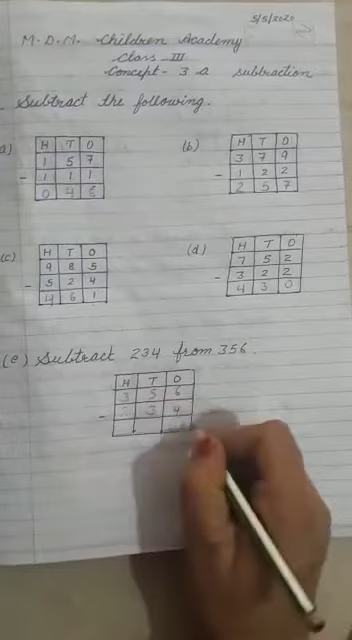 5/5/2020
M.D.M. Children Academy
Class - III
Concept - 3 a subtraction
Subtract the following.
a)
H T O
1 5 7
- 1 1 1
0 4 6
(b)
H T O
3 7 9
- 1 2 2
2 5 7
(c)
H T O
9 8 5
- 5 2 4
4 6 1
(d)
H T O
7 5 2
- 3 2 2
4 3 0
(e) Subtract 234 from 356.
H T O
3 5 6
- 2 3 4